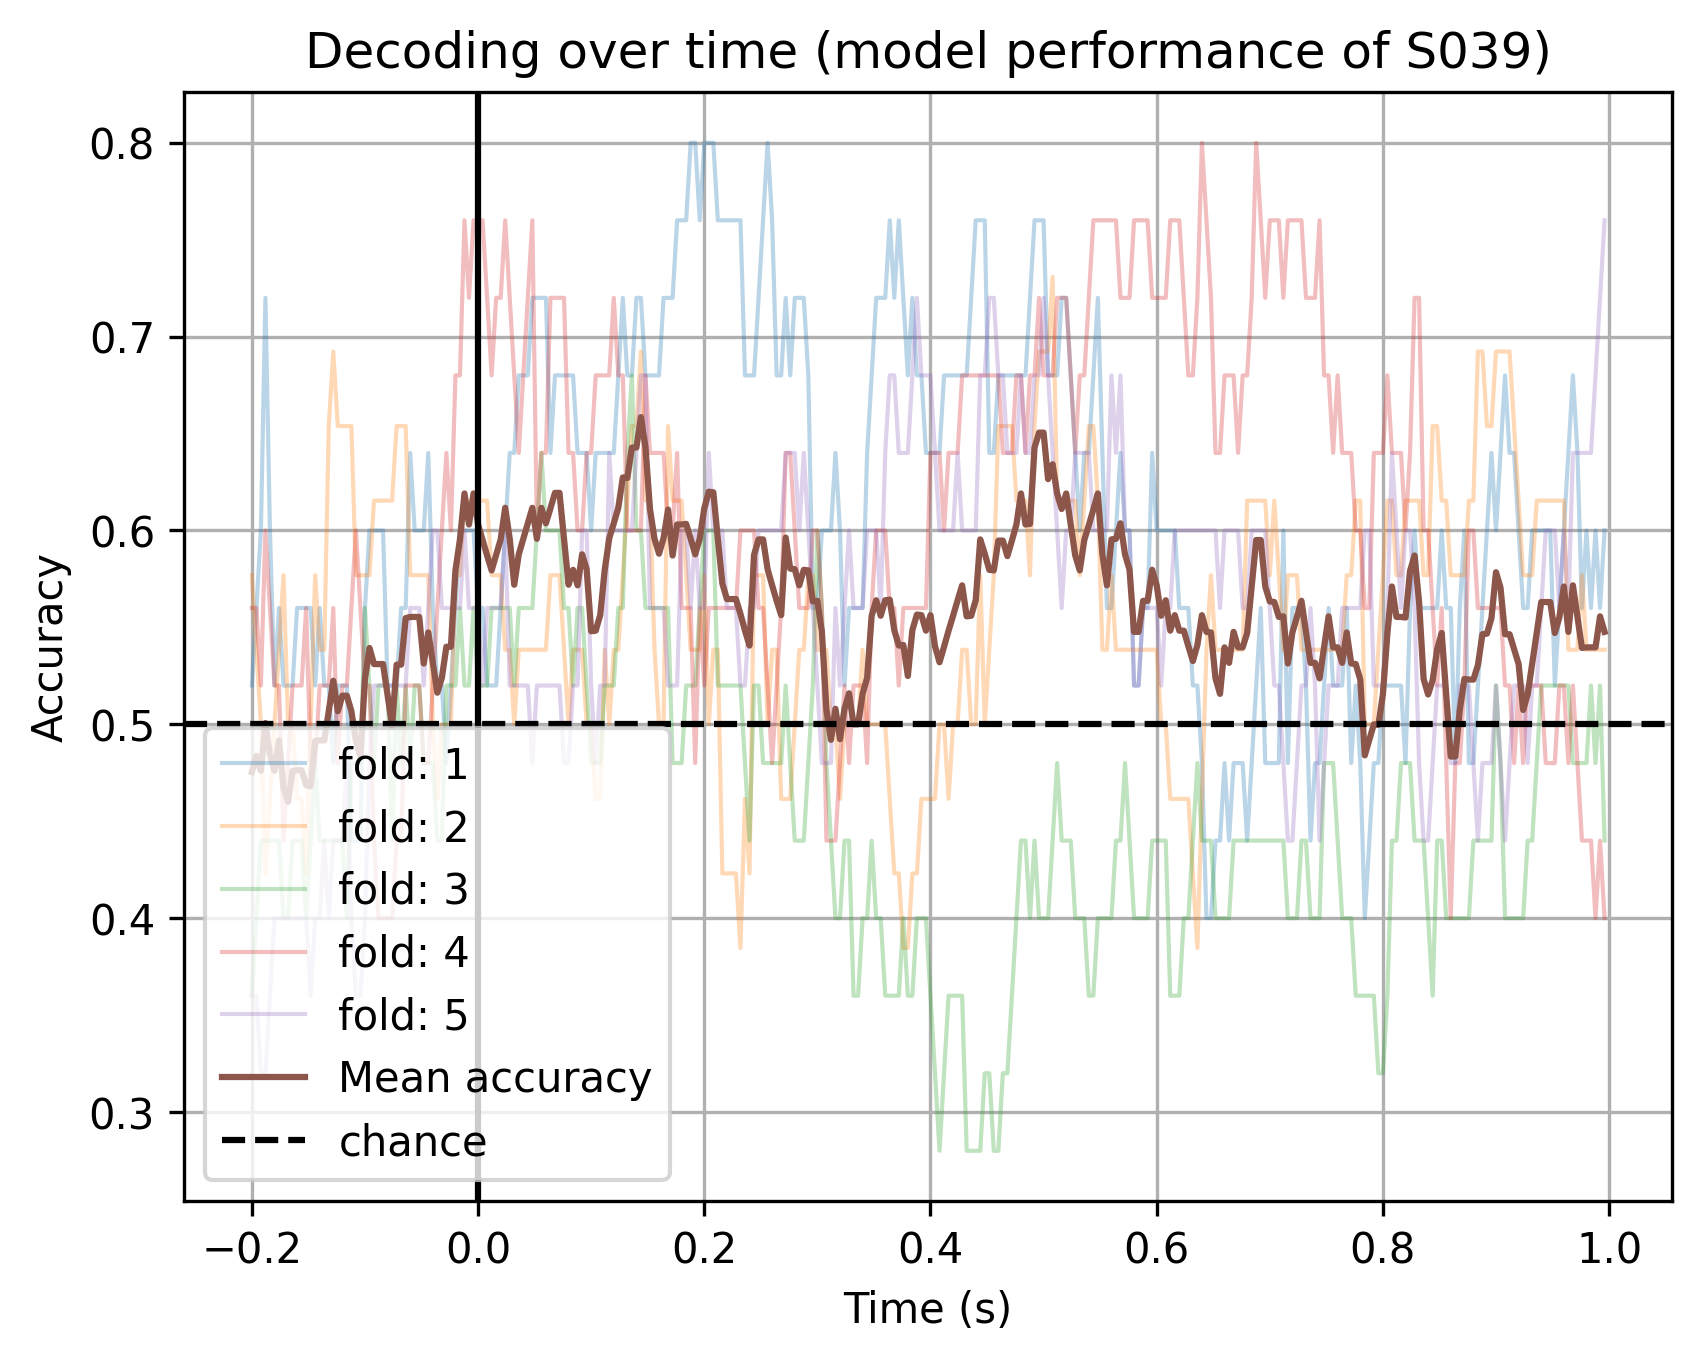 Decoding over time (model performance of S039)
Accuracy
0.8
0.7
0.6
0.5
0.4
0.3
fold: 1
fold: 2
fold: 3
fold: 4
fold: 5
Mean accuracy
chance
−0.2 0.0 0.2 0.4 0.6 0.8 1.0
Time (s)